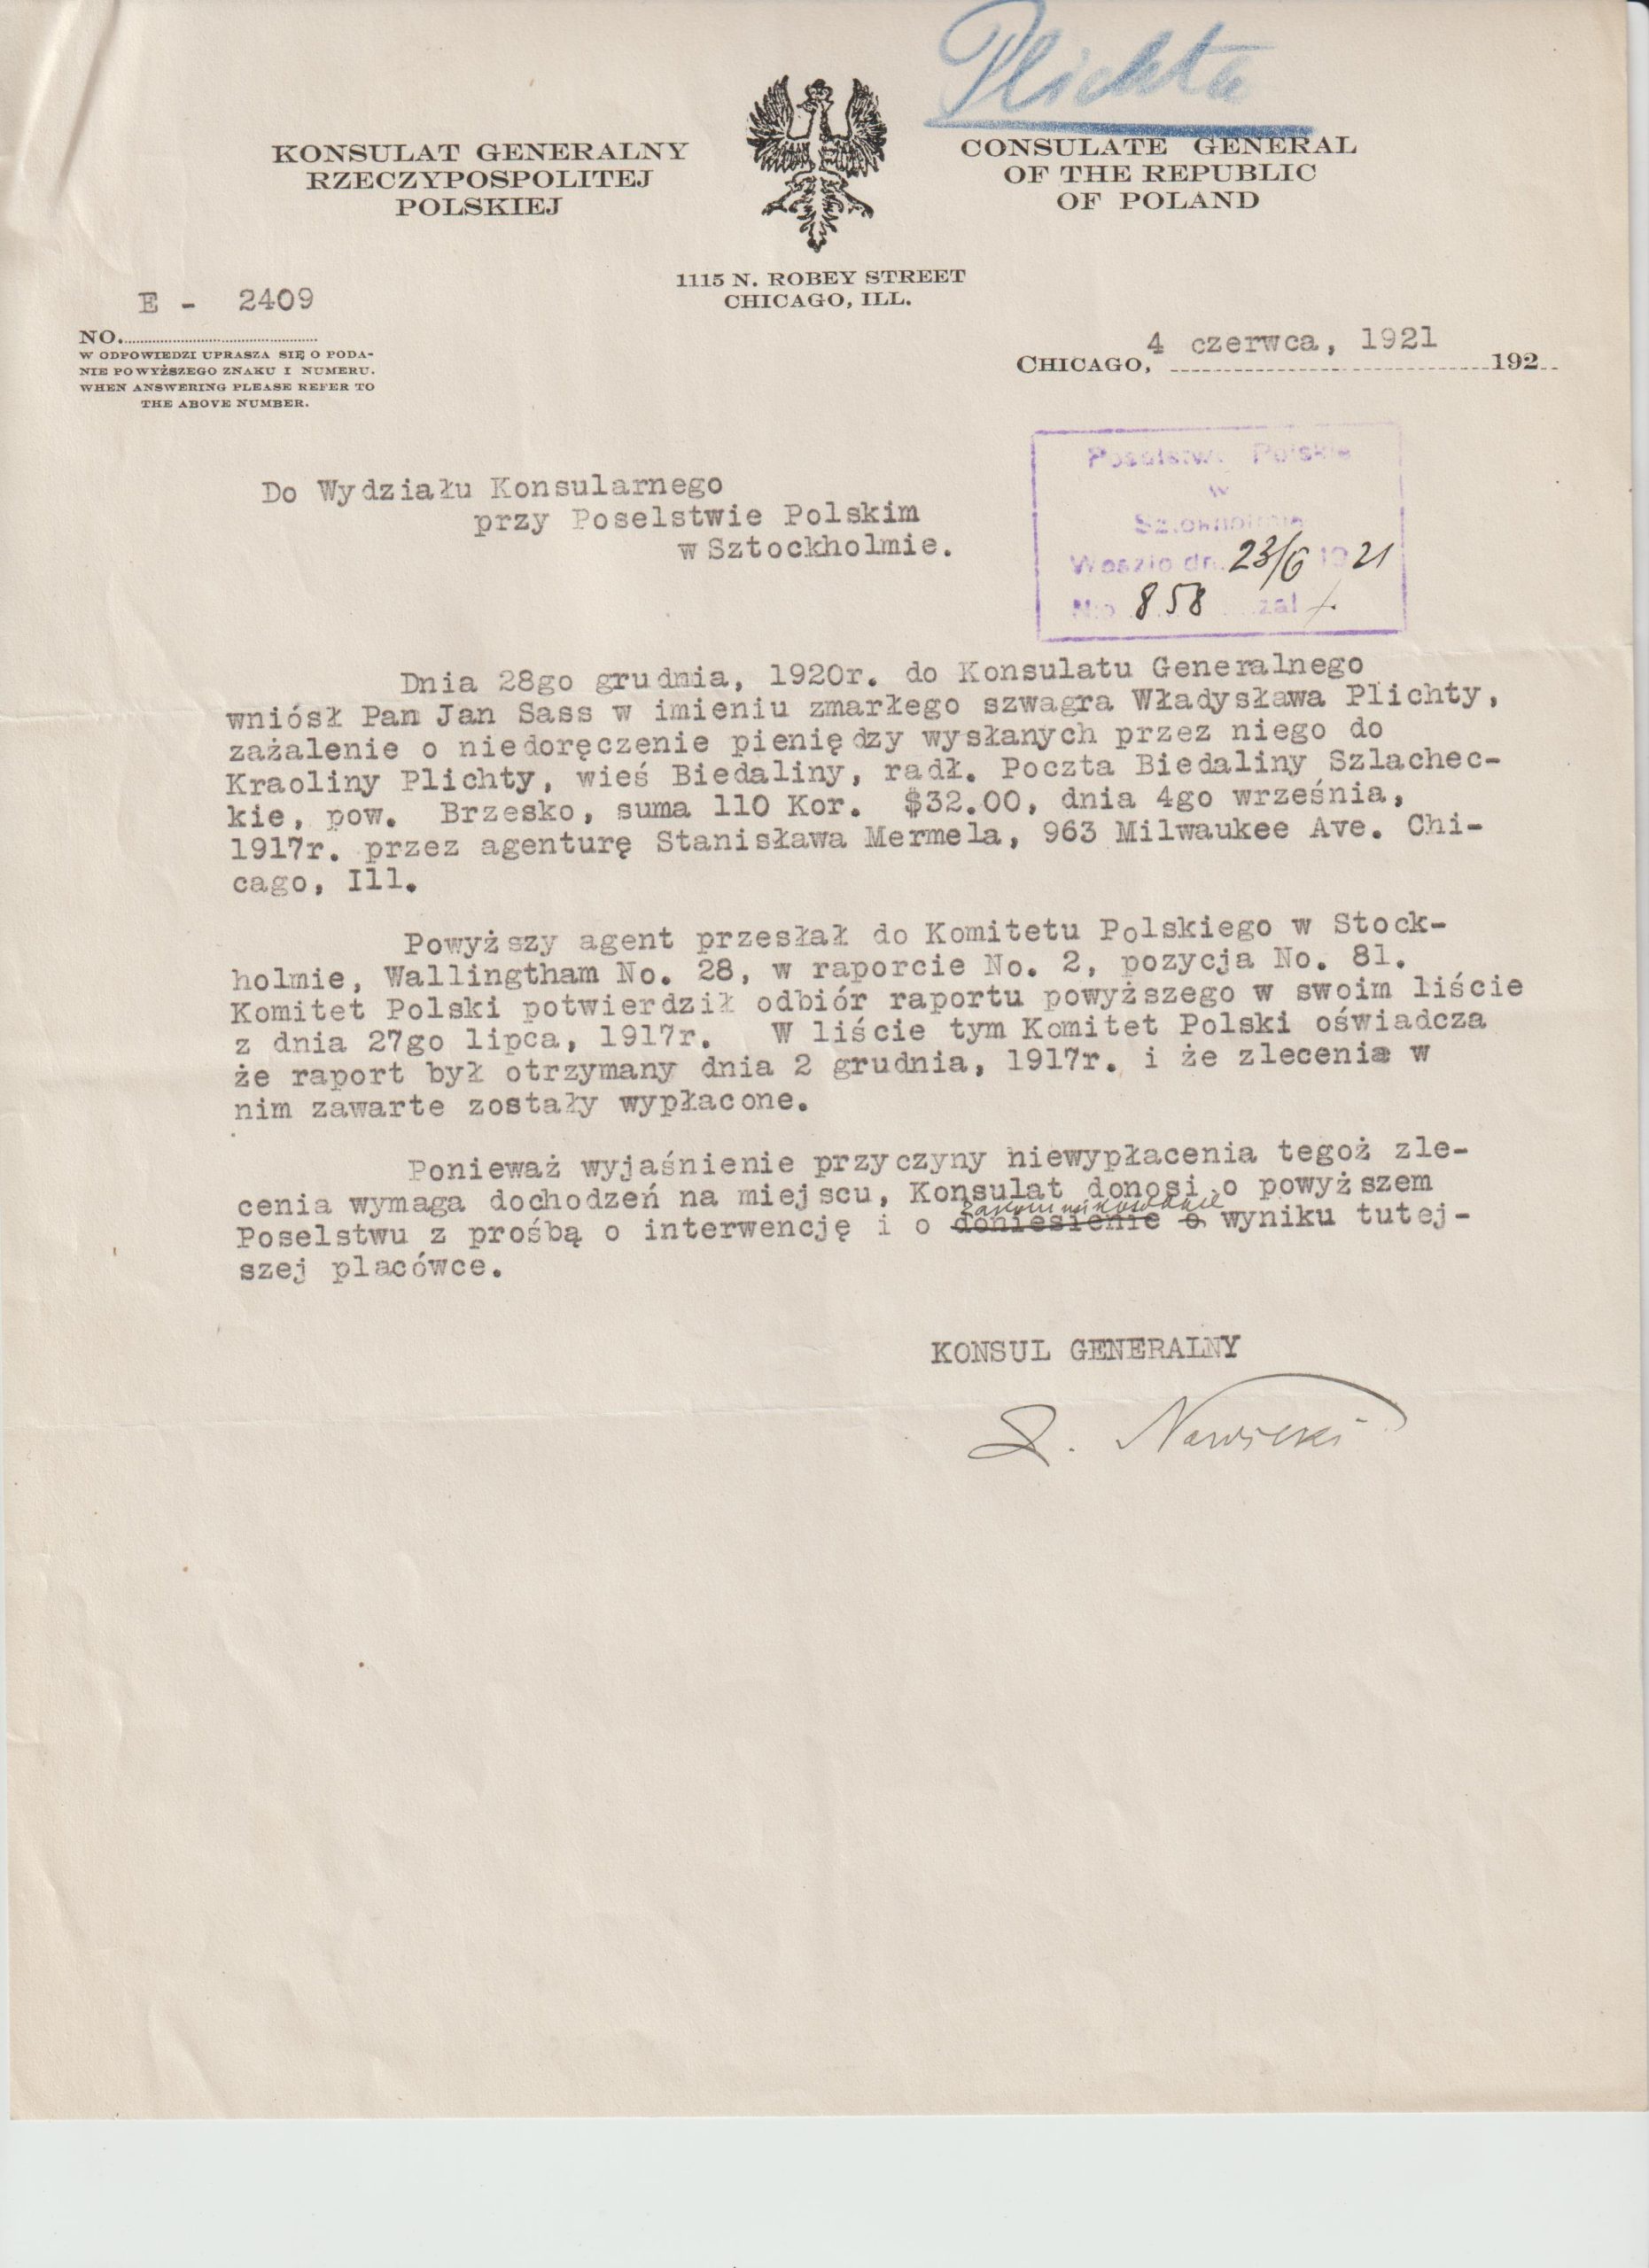 Plichta
KONSULAT GENERALNY
RZECZYPOSPOLITEJ
POLSKIEJ
CONSULATE GENERAL
OF THE REPUBLIC
OF POLAND
1115 N. ROBEY STREET
CHICAGO, ILL.
E - 2409
NO.
W ODPOWIEDZI UPRASZA SIĘ O PODA-
NIE POWYŻSZEGO ZNAKU I NUMERU.
WHEN ANSWERING PLEASE REFER TO
THE ABOVE NUMBER.
4 czerwca, 1921
CHICAGO, 192
Poselstwo Polskie
w
Sztokholmie
Weszło dn. 23/6 1921
Nro 858 zal
Do Wydziału Konsularnego
przy Poselstwie Polskim
w Sztockholmie.
Dnia 28go grudnia, 1920r. do Konsulatu Generalnego
wniósł Pan Jan Sass w imieniu zmarłego szwagra Władysława Plichty,
zażalenie o niedoręczenie pieniędzy wysłanych przez niego do
Kraoliny Plichty, wieś Biedaliny, radł. Poczta Biedaliny Szlachec-
kie, pow. Brzesko, suma 110 Kor. $32.00, dnia 4go września,
1917r. przez agenturę Stanisława Mermela, 963 Milwaukee Ave. Chi-
cago, Ill.
Powyższy agent przesłał do Komitetu Polskiego w Stock-
holmie, Wallingtham No. 28, w raporcie No. 2, pozycja No. 81.
Komitet Polski potwierdził odbiór raportu powyższego w swoim liście
z dnia 27go lipca, 1917r. W liście tym Komitet Polski oświadcza
że raport był otrzymany dnia 2 grudnia, 1917r. i że zlecenia w
nim zawarte zostały wypłacone.
Ponieważ wyjaśnienie przyczyny niewypłacenia tegoż zle-
cenia wymaga dochodzeń na miejscu, Konsulat donosi o powyższem
zakomunikowanie
Poselstwu z prośbą o interwencję i o doniesienie o wyniku tutej-
szej placówce.
KONSUL GENERALNY